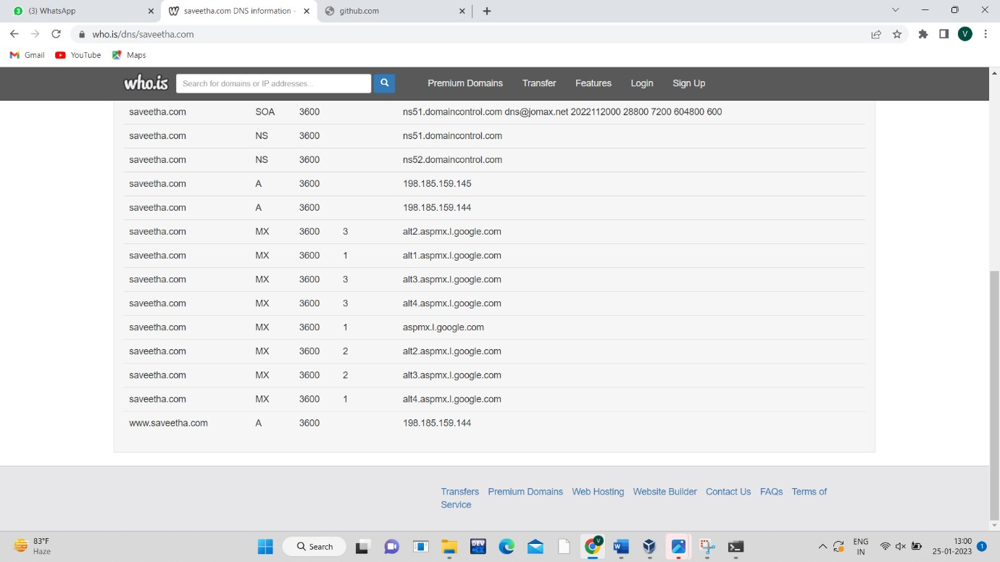 3 (3) WhatsApp
W saveetha.com DNS information -
github.com
who.is/dns/saveetha.com
V
Gmail YouTube Maps
who.is Search for domains or IP addresses... Premium Domains Transfer Features Login Sign Up
saveetha.com SOA 3600 ns51.domaincontrol.com dns@jomax.net 2022112000 28800 7200 604800 600
saveetha.com NS 3600 ns51.domaincontrol.com
saveetha.com NS 3600 ns52.domaincontrol.com
saveetha.com A 3600 198.185.159.145
saveetha.com A 3600 198.185.159.144
saveetha.com MX 3600 3 alt2.aspmx.l.google.com
saveetha.com MX 3600 1 alt1.aspmx.l.google.com
saveetha.com MX 3600 3 alt3.aspmx.l.google.com
saveetha.com MX 3600 3 alt4.aspmx.l.google.com
saveetha.com MX 3600 1 aspmx.l.google.com
saveetha.com MX 3600 2 alt2.aspmx.l.google.com
saveetha.com MX 3600 2 alt3.aspmx.l.google.com
saveetha.com MX 3600 1 alt4.aspmx.l.google.com
www.saveetha.com A 3600 198.185.159.144
Transfers Premium Domains Web Hosting Website Builder Contact Us FAQs Terms of
Service
83°F
Haze
Search
DEV
V
W
ENG
IN
13:00
25-01-2023
1